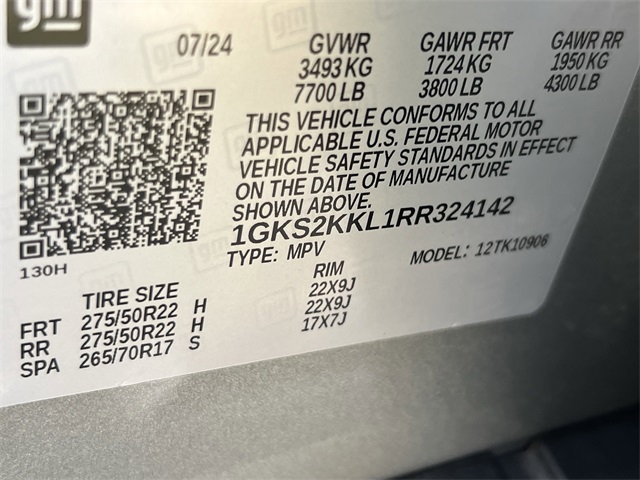 gm
07/24 GVWR GAWR FRT GAWR RR
3493 KG 1724 KG 1950 KG
7700 LB 3800 LB 4300 LB
THIS VEHICLE CONFORMS TO ALL
APPLICABLE U.S. FEDERAL MOTOR
VEHICLE SAFETY STANDARDS IN EFFECT
ON THE DATE OF MANUFACTURE
SHOWN ABOVE.
1GKS2KKL1RR324142
TYPE: MPV MODEL: 12TK10906
130H
TIRE SIZE RIM
FRT 275/50R22 H 22X9J
RR 275/50R22 H 22X9J
SPA 265/70R17 S 17X7J